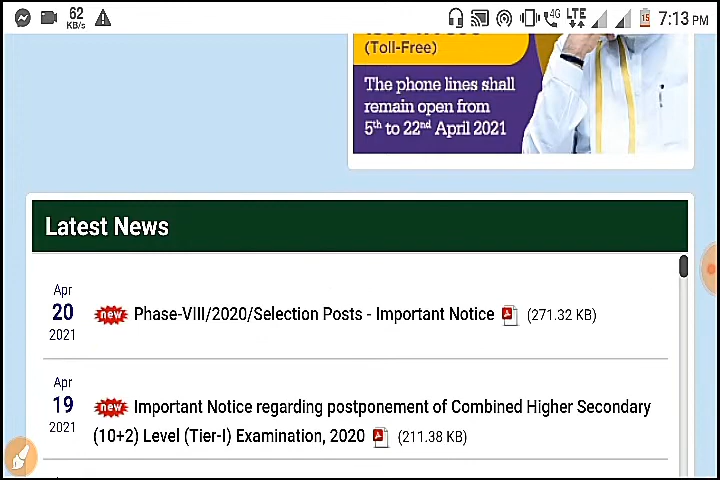 62
KB/s
4G
LTE
15
7:13 PM
(Toll-Free)
The phone lines shall
remain open from
5th to 22nd April 2021
Latest News
Apr
20
2021
new Phase-VIII/2020/Selection Posts - Important Notice (271.32 KB)
Apr
19
2021
new Important Notice regarding postponement of Combined Higher Secondary
(10+2) Level (Tier-I) Examination, 2020 (211.38 KB)